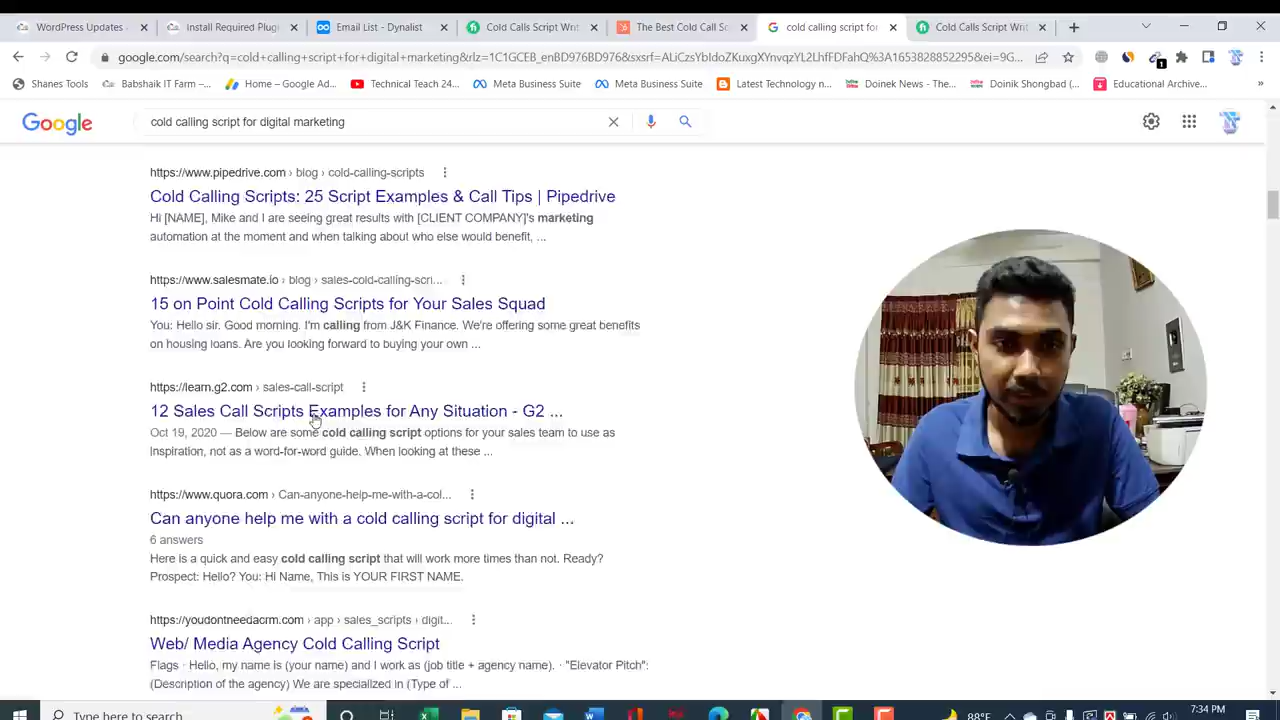 WordPress Updates
Install Required Plug
Email List - Dynalist
Cold Calls Script Writ
The Best Cold Call Sc
cold calling script for
Cold Calls Script Writ
google.com/search?q=cold+calling+script+for+digital+marketing&rlz=1C1GCEB_enBD976BD976&sxsrf=ALiCzsYbIdoZKuxgXYnvqzYL2LhfFDFahQ%3A1653828852295&ei=9G...
Shanes Tools
Babshaik IT Farm –...
Home - Google Ad...
Technical Teach 24...
Meta Business Suite
Meta Business Suite
Latest Technology n...
Doinek News - The...
Doinik Shongbad (...
Educational Archive...
»
Google
cold calling script for digital marketing
https://www.pipedrive.com › blog › cold-calling-scripts
Cold Calling Scripts: 25 Script Examples & Call Tips | Pipedrive
Hi [NAME], Mike and I are seeing great results with [CLIENT COMPANY]'s marketing
automation at the moment and when talking about who else would benefit, ...
https://www.salesmate.io › blog › sales-cold-calling-scri...
15 on Point Cold Calling Scripts for Your Sales Squad
You: Hello sir. Good morning. I'm calling from J&K Finance. We're offering some great benefits
on housing loans. Are you looking forward to buying your own ...
https://learn.g2.com › sales-call-script
12 Sales Call Scripts Examples for Any Situation - G2 ...
Oct 19, 2020 — Below are some cold calling script options for your sales team to use as
inspiration, not as a word-for-word guide. When looking at these ...
https://www.quora.com › Can-anyone-help-me-with-a-col...
Can anyone help me with a cold calling script for digital ...
6 answers
Here is a quick and easy cold calling script that will work more times than not. Ready?
Prospect: Hello? You: Hi Name, This is YOUR FIRST NAME.
https://youdontneedacrm.com › app › sales_scripts › digit...
Web/ Media Agency Cold Calling Script
Flags · Hello, my name is (your name) and I work as (job title + agency name). · "Elevator Pitch":
(Description of the agency) We are specialized in (Type of ...
Type here to search
88°F
7:34 PM